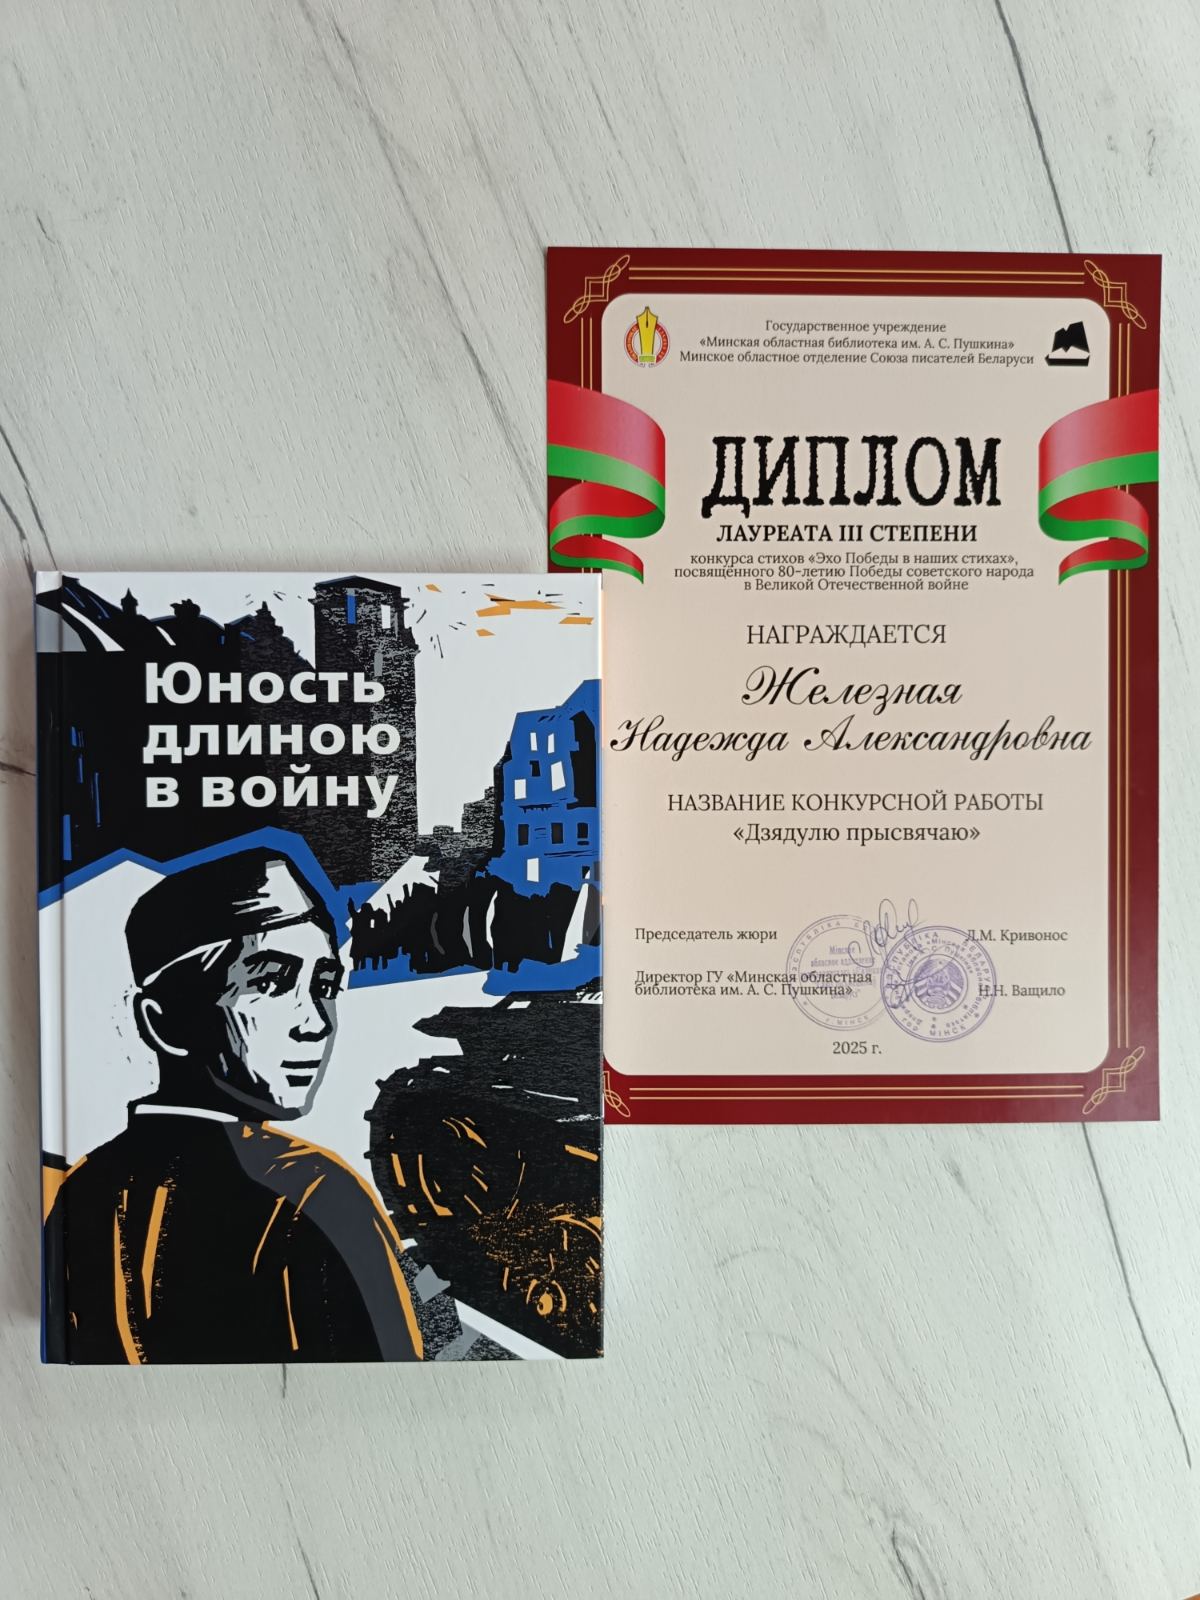 Юность
длиною
в войну
Государственное учреждение
«Минская областная библиотека им. А. С. Пушкина»
Минское областное отделение Союза писателей Беларуси
ДИПЛОМ
ЛАУРЕАТА III СТЕПЕНИ
конкурса стихов «Эхо Победы в наших стихах»,
посвящённого 80-летию Победы советского народа
в Великой Отечественной войне
НАГРАЖДАЕТСЯ
Железная
Надежда Александровна
НАЗВАНИЕ КОНКУРСНОЙ РАБОТЫ
«Дзядулю прысвячаю»
Председатель жюри Л.М. Кривонос
Директор ГУ «Минская областная
библиотека им. А. С. Пушкина» Н.Н. Ващило
2025 г.